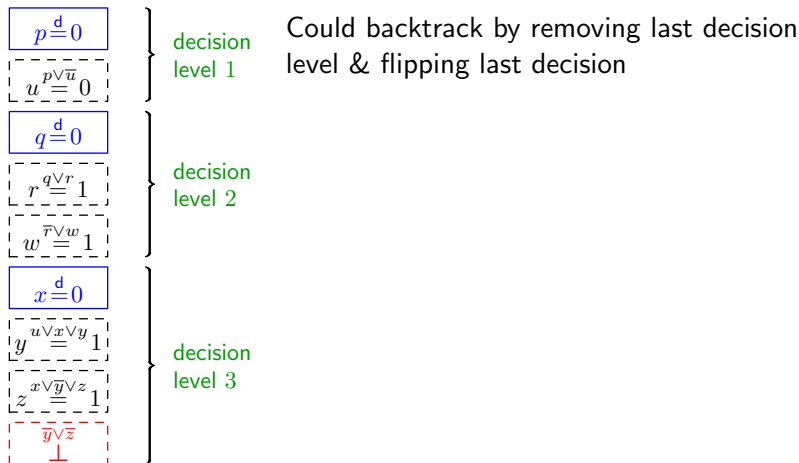 p d= 0
decision
level 1
u p∨u̅= 0
Could backtrack by removing last decision
level & flipping last decision
q d= 0
r q∨r= 1
decision
level 2
w r̅∨w= 1
x d= 0
y u∨x∨y= 1
decision
level 3
z x∨y̅∨z= 1
y̅∨z̅
⊥